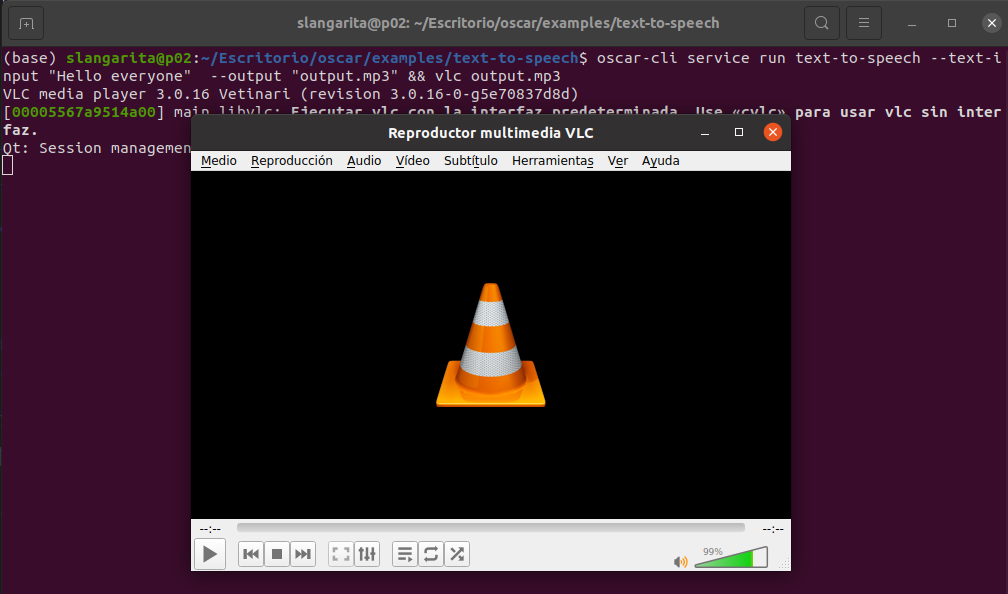 slangarita@p02: ~/Escritorio/oscar/examples/text-to-speech
(base) slangarita@p02:~/Escritorio/oscar/examples/text-to-speech$ oscar-cli service run text-to-speech --text-i
nput "Hello everyone"  --output "output.mp3" && vlc output.mp3
VLC media player 3.0.16 Vetinari (revision 3.0.16-0-g5e70837d8d)
[00005567a9514a00] main libvlc: Ejecutar vlc con la interfaz predeterminada. Use «cvlc» para usar vlc sin inter
faz.
Qt: Session managemen
Reproductor multimedia VLC
Medio Reproducción Audio Vídeo Subtítulo Herramientas Ver Ayuda
--:-- --:--
99%